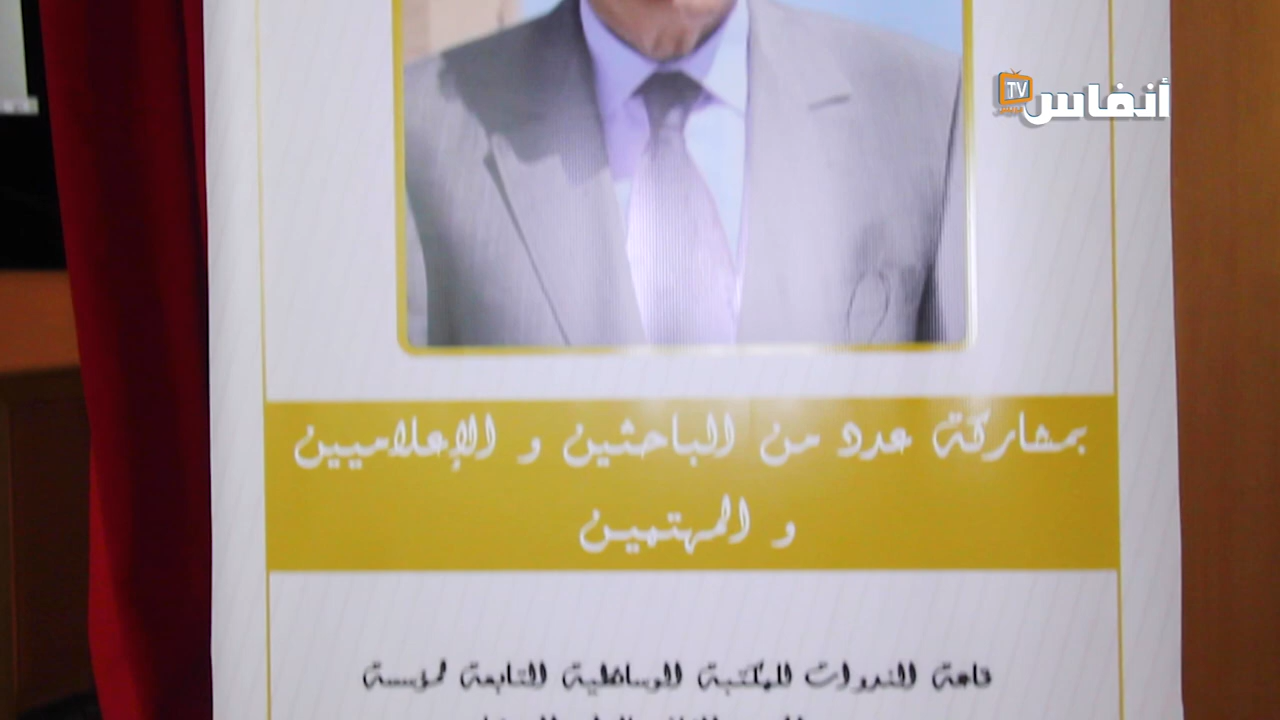 أنفاس TV
بمشاركة عدد من الباحثين و الإعلاميين
و المهتمين
قاعة الندوات للمكتبة الوسائطية التابعة لمؤسسة